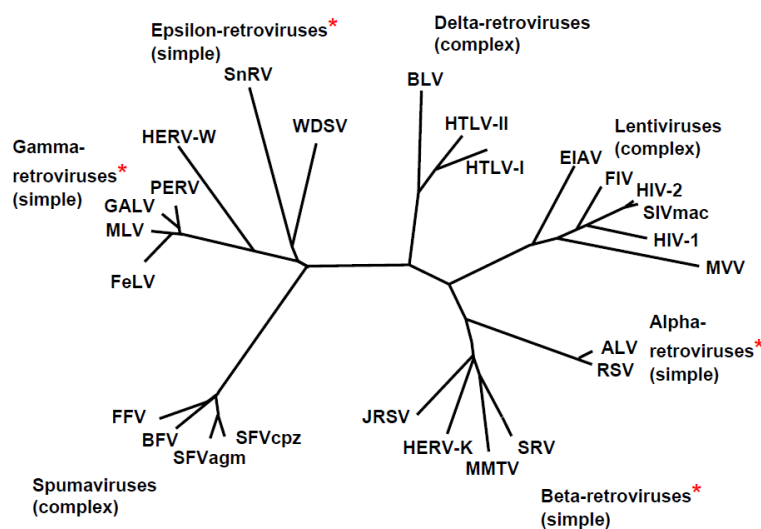 Epsilon-retroviruses*
(simple)
SnRV
WDSV
Delta-retroviruses
(complex)
BLV
HTLV-II
HTLV-I
Gamma-
retroviruses*
(simple)
HERV-W
PERV
GALV
MLV
FeLV
Lentiviruses
(complex)
EIAV
FIV
HIV-2
SIVmac
HIV-1
MVV
Alpha-
retroviruses*
(simple)
ALV
RSV
JRSV
HERV-K
MMTV
SRV
Beta-retroviruses*
(simple)
FFV
BFV
SFVagm
SFVcpz
Spumaviruses
(complex)